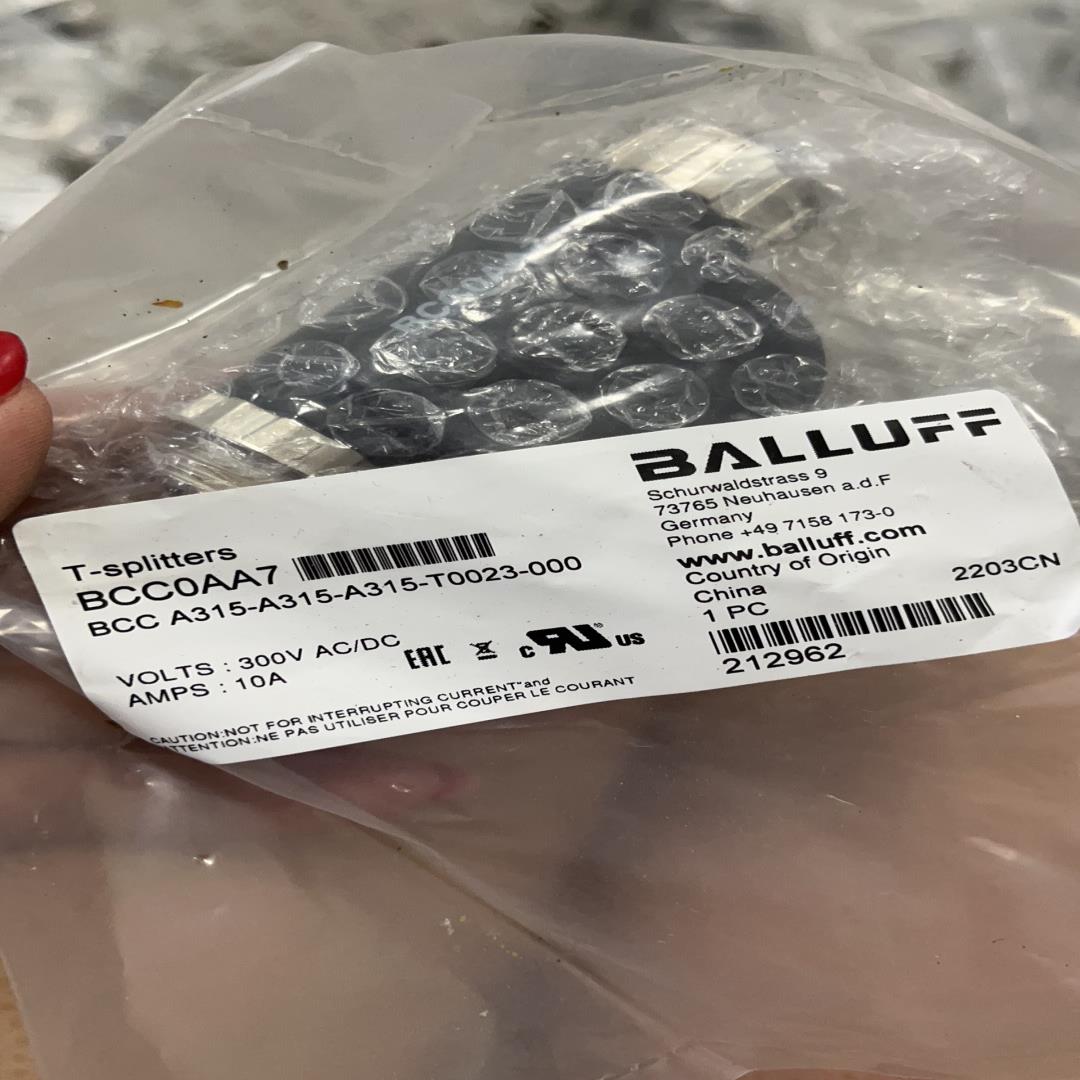 T-splitters
BCC0AA7
BCC A315-A315-A315-T0023-000
VOLTS : 300V AC/DC
AMPS : 10A
EAC
c RU ® US
CAUTION:NOT FOR INTERRUPTING CURRENT"and
ATTENTION:NE PAS UTILISER POUR COUPER LE COURANT
BALLUFF
Schurwaldstrass 9
73765 Neuhausen a.d.F
Germany
Phone +49 7158 173-0
www.balluff.com
Country of Origin
China
1 PC
2203CN
212962